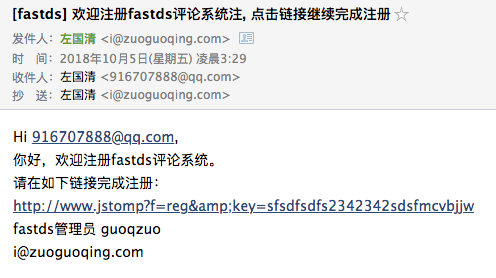 [fastds] 欢迎注册fastds评论系统注, 点击链接继续完成注册☆
发件人：左国清 <i@zuoguoqing.com>
时　间：2018年10月5日(星期五) 凌晨3:29
收件人：左国清 <916707888@qq.com>
抄　送：左国清 <i@zuoguoqing.com>
Hi 916707888@qq.com,
你好，欢迎注册fastds评论系统。
请在如下链接完成注册：
http://www.jstomp?f=reg&amp;key=sfsdfsdfs2342342sdsfmcvbjjw
fastds管理员 guoqzuo
i@zuoguoqing.com